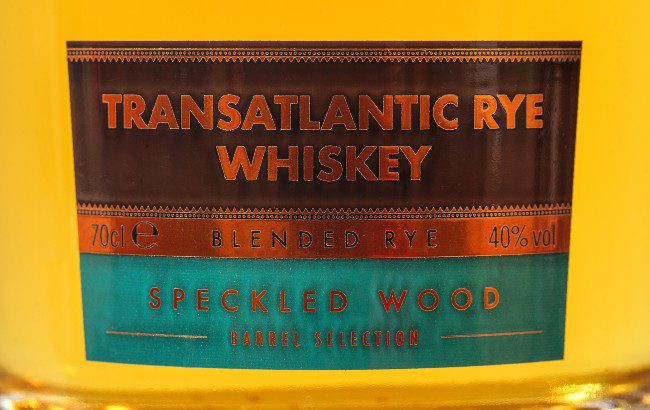 TRANSATLANTIC RYE
WHISKEY
70cl ℮ BLENDED RYE 40% vol
SPECKLED WOOD
BARREL SELECTION